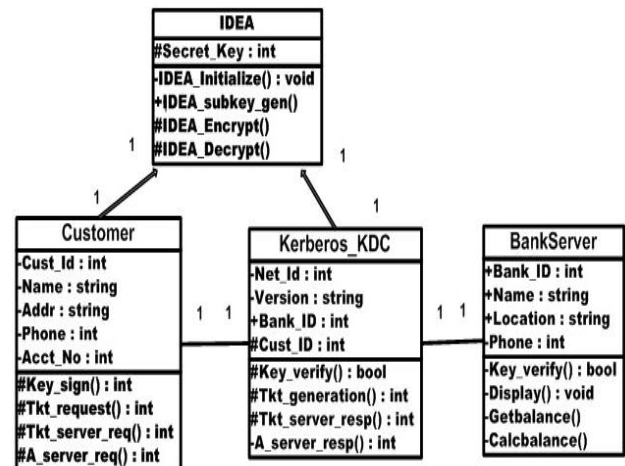 IDEA
#Secret_Key : int
-IDEA_Initialize() : void
+IDEA_subkey_gen()
#IDEA_Encrypt()
#IDEA_Decrypt()
1
1
1
1
Customer
-Cust_Id : int
-Name : string
-Addr : string
-Phone : int
-Acct_No : int
#Key_sign() : int
#Tkt_request() : int
#Tkt_server_req() : int
#A_server_req() : int
1
1
Kerberos_KDC
-Net_Id : int
-Version : string
+Bank_ID : int
#Cust_ID : int
#Key_verify() : bool
#Tkt_generation() : int
#Tkt_server_resp() : int
-A_server_resp() : int
1
1
BankServer
+Bank_ID : int
+Name : string
+Location : string
-Phone : int
-Key_verify() : bool
-Display() : void
-Getbalance()
-Calcbalance()